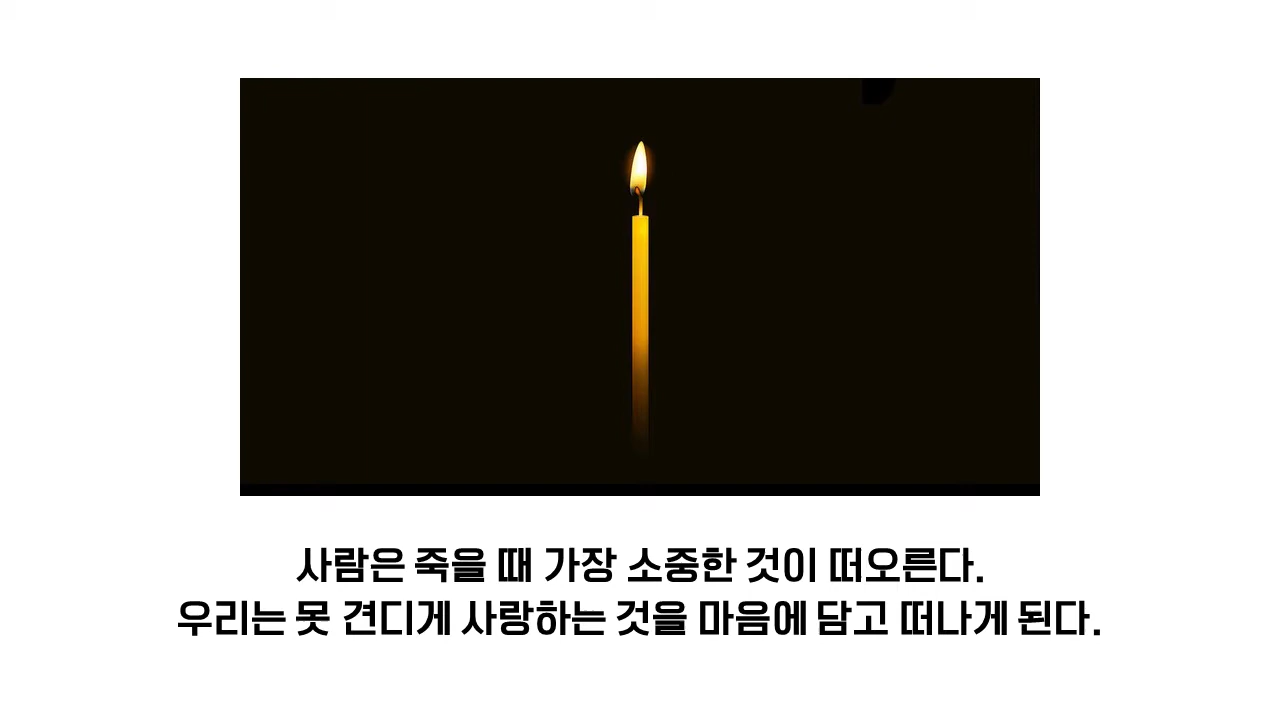 사람은 죽을 때 가장 소중한 것이 떠오른다.
우리는 못 견디게 사랑하는 것을 마음에 담고 떠나게 된다.